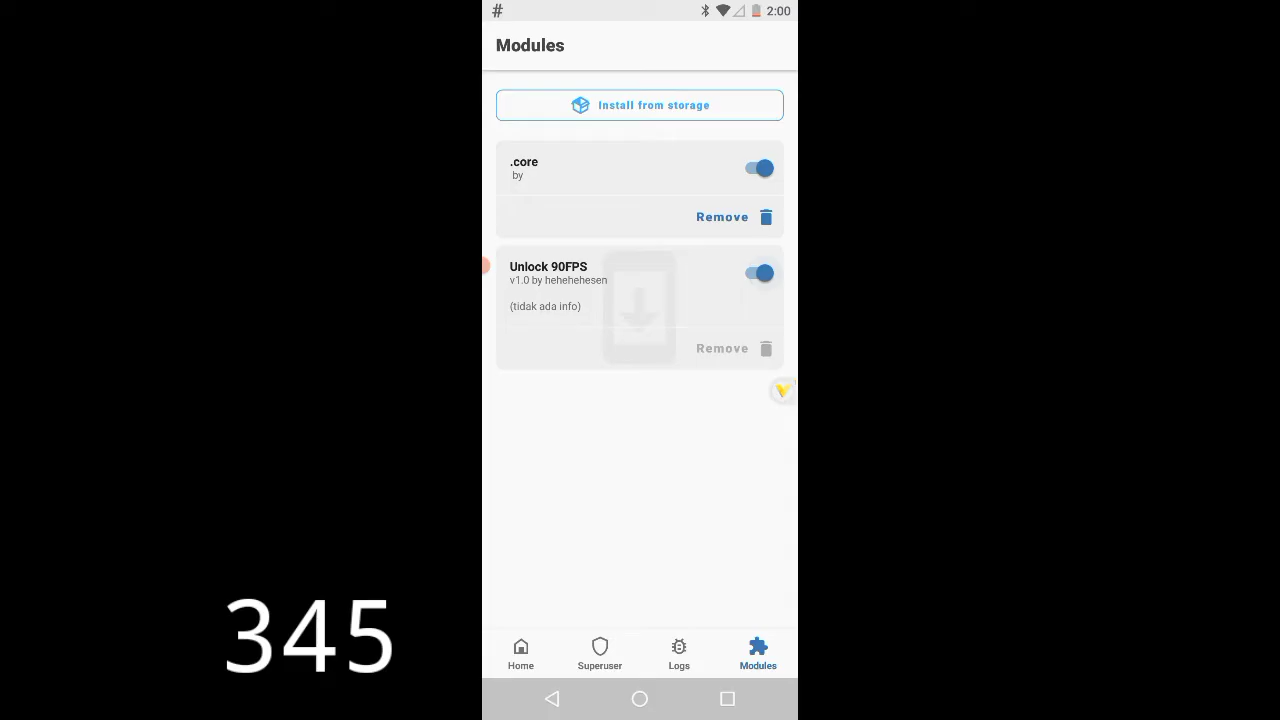 #
2:00
Modules
Install from storage
.core
by
Remove
Unlock 90FPS
v1.0 by hehehehesen
(tidak ada info)
Remove
345
Home
Superuser
Logs
Modules